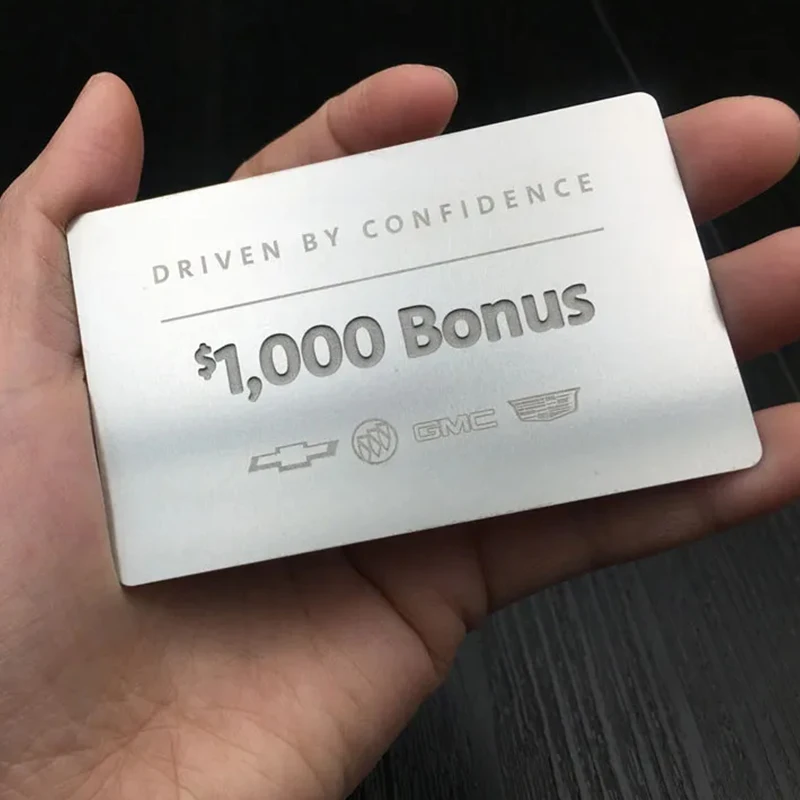 DRIVEN BY CONFIDENCE
$1,000 Bonus
GMC